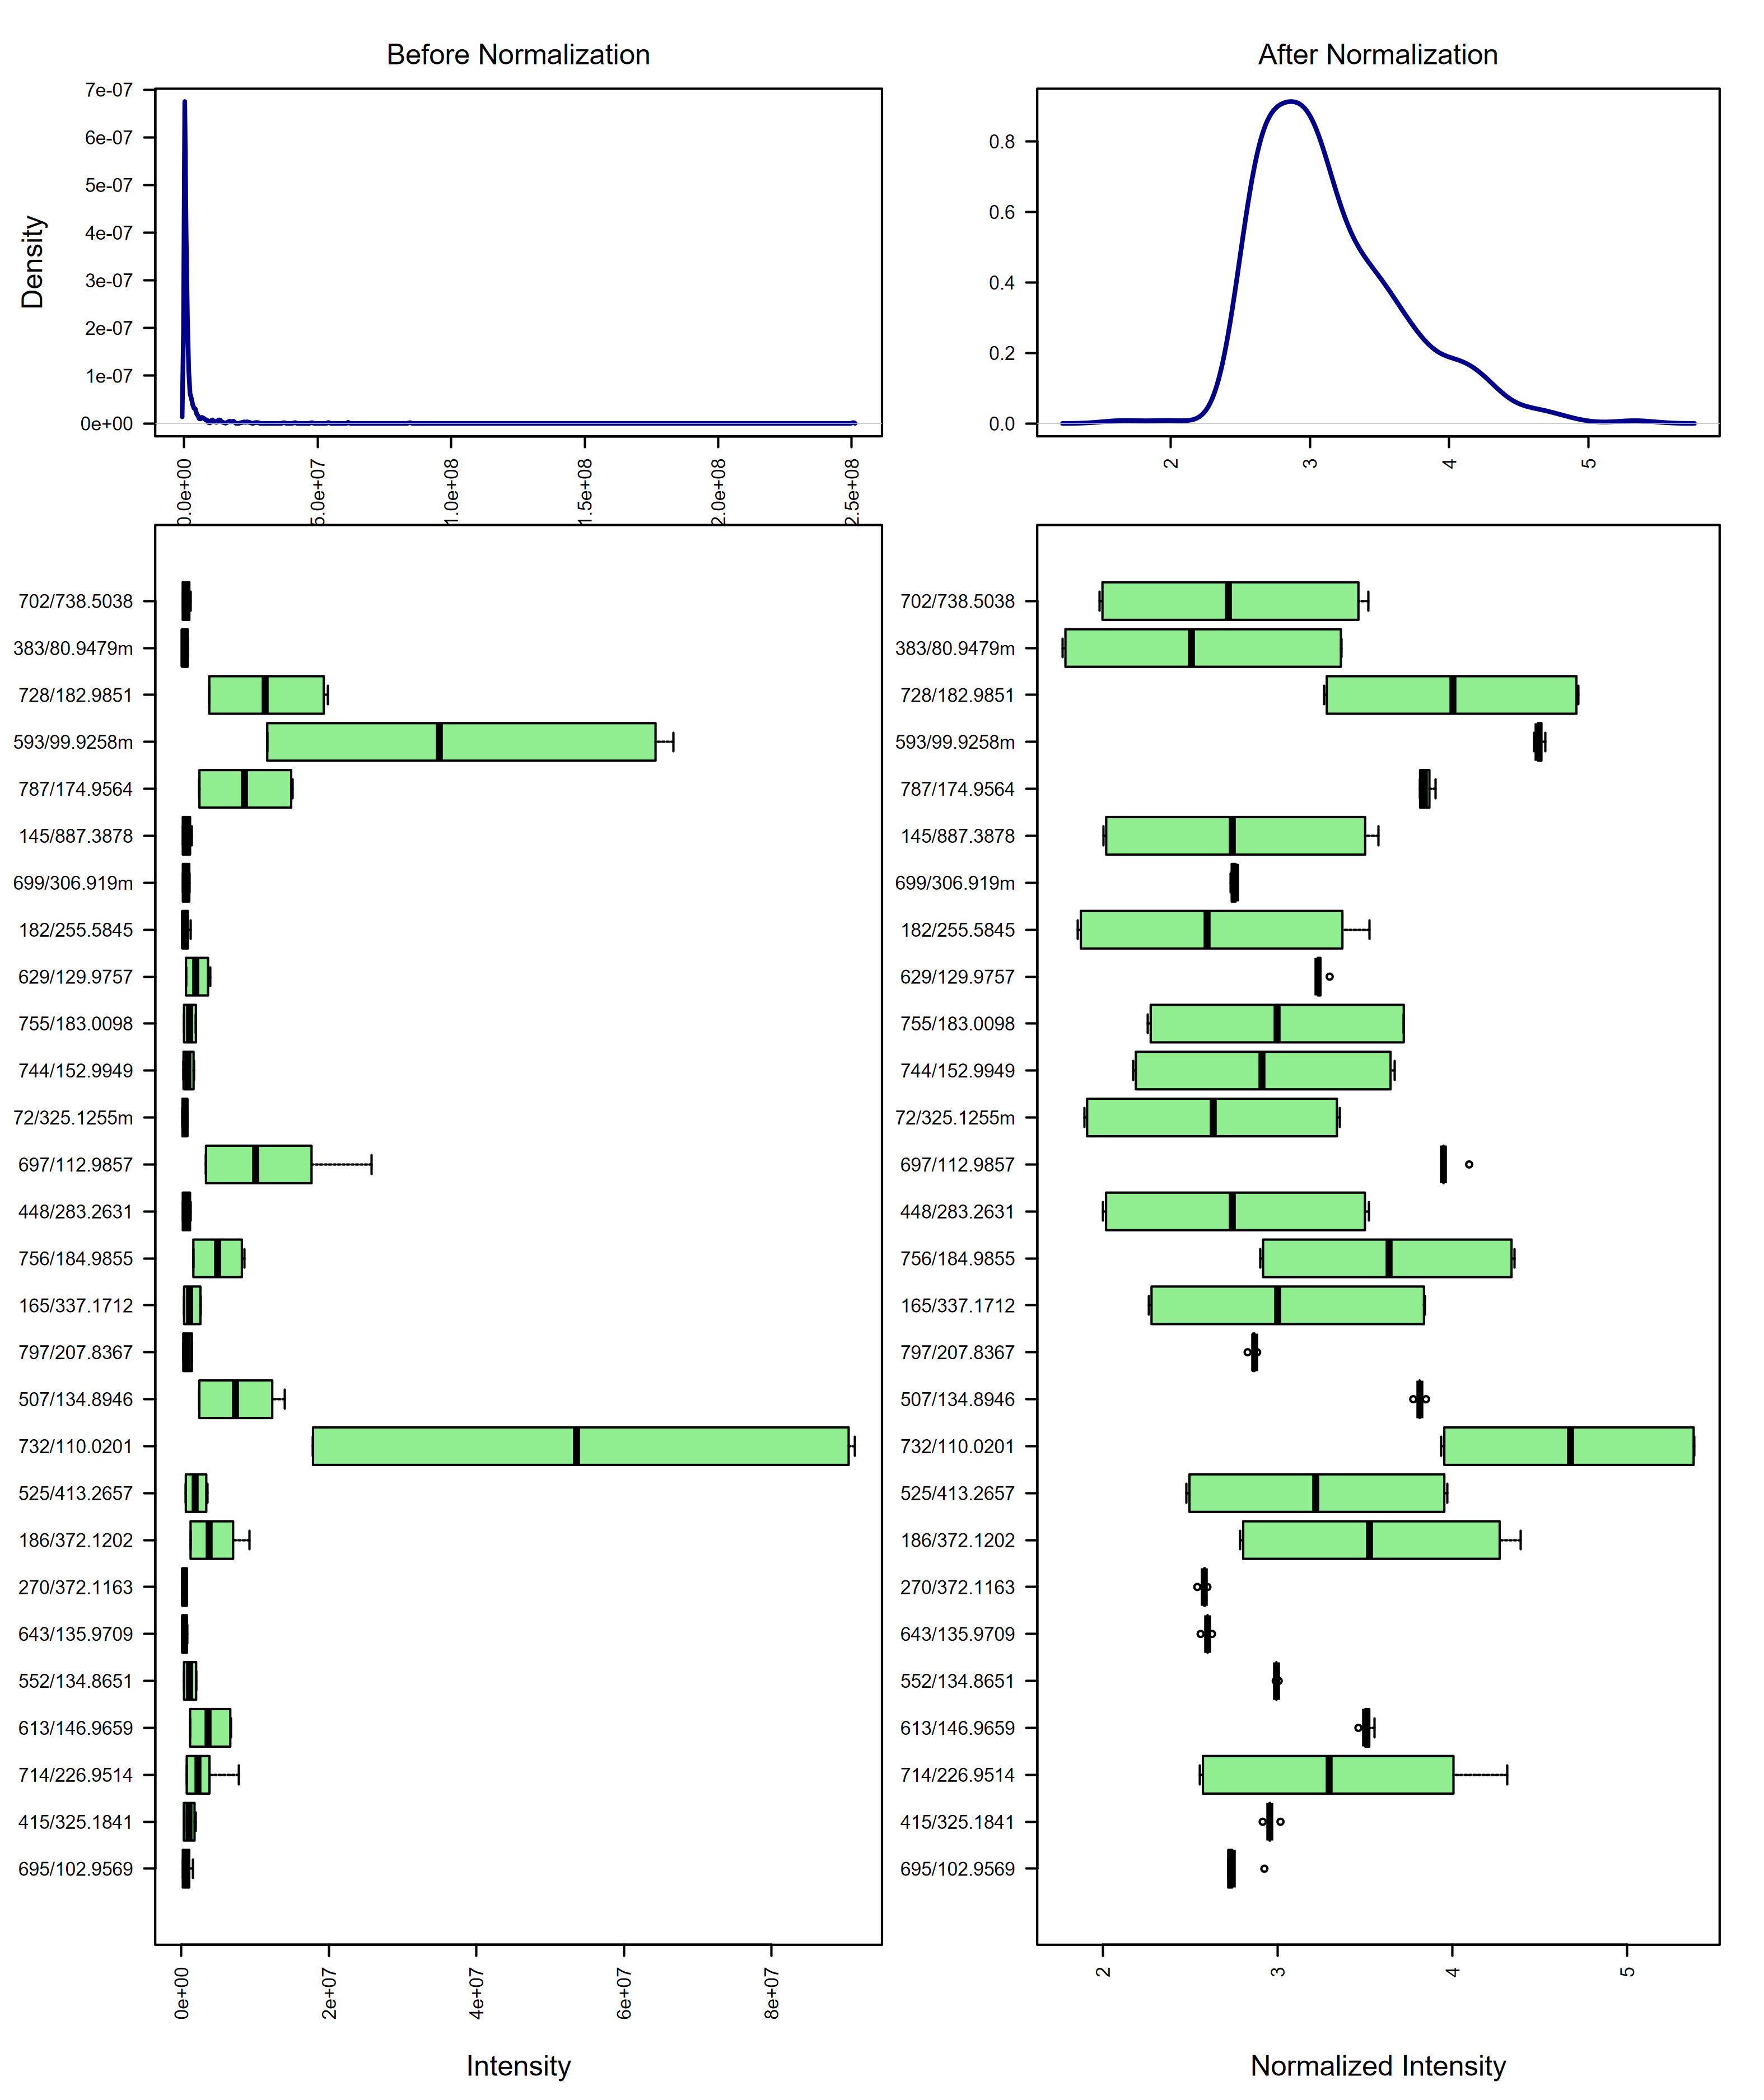 Before Normalization
After Normalization
Density
7e-07
6e-07
5e-07
4e-07
3e-07
2e-07
1e-07
0e+00
0.0e+00
5.0e+07
1.0e+08
1.5e+08
2.0e+08
2.5e+08
0.8
0.6
0.4
0.2
0.0
2
3
4
5
702/738.5038
383/80.9479m
728/182.9851
593/99.9258m
787/174.9564
145/887.3878
699/306.919m
182/255.5845
629/129.9757
755/183.0098
744/152.9949
72/325.1255m
697/112.9857
448/283.2631
756/184.9855
165/337.1712
797/207.8367
507/134.8946
732/110.0201
525/413.2657
186/372.1202
270/372.1163
643/135.9709
552/134.8651
613/146.9659
714/226.9514
415/325.1841
695/102.9569
0e+00
2e+07
4e+07
6e+07
8e+07
Intensity
702/738.5038
383/80.9479m
728/182.9851
593/99.9258m
787/174.9564
145/887.3878
699/306.919m
182/255.5845
629/129.9757
755/183.0098
744/152.9949
72/325.1255m
697/112.9857
448/283.2631
756/184.9855
165/337.1712
797/207.8367
507/134.8946
732/110.0201
525/413.2657
186/372.1202
270/372.1163
643/135.9709
552/134.8651
613/146.9659
714/226.9514
415/325.1841
695/102.9569
2
3
4
5
Normalized Intensity